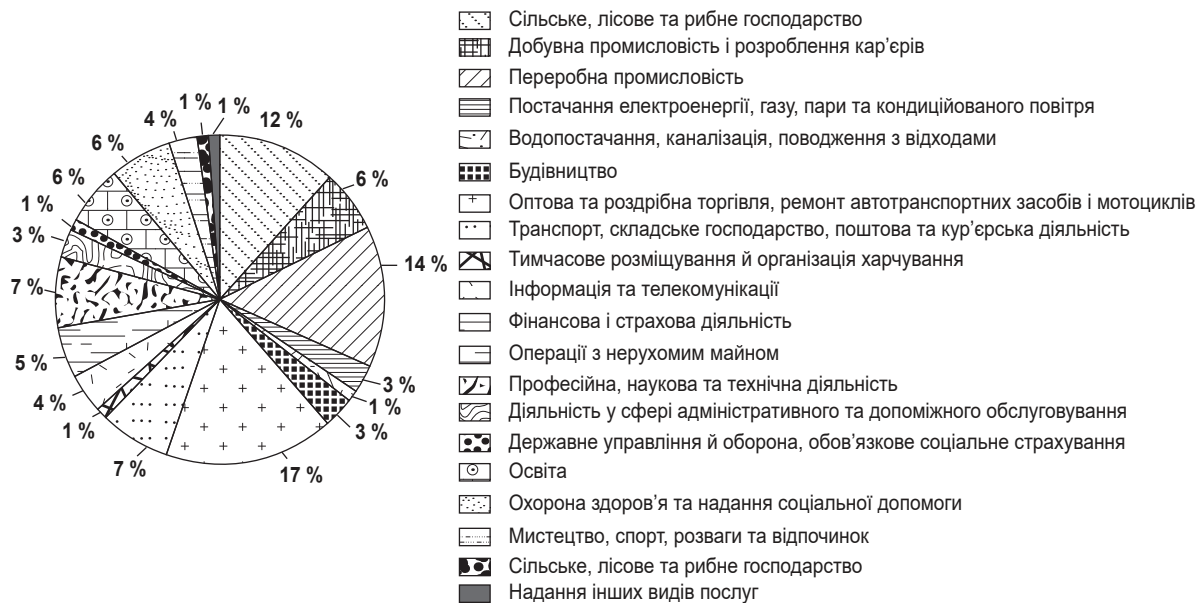 12 %
6 %
14 %
3 %
1 %
3 %
17 %
7 %
1 %
4 %
5 %
7 %
3 %
1 %
6 %
6 %
4 %
1 %
1 %
Сільське, лісове та рибне господарство
Добувна промисловість і розроблення кар’єрів
Переробна промисловість
Постачання електроенергії, газу, пари та кондиційованого повітря
Водопостачання, каналізація, поводження з відходами
Будівництво
Оптова та роздрібна торгівля, ремонт автотранспортних засобів і мотоциклів
Транспорт, складське господарство, поштова та кур’єрська діяльність
Тимчасове розміщування й організація харчування
Інформація та телекомунікації
Фінансова і страхова діяльність
Операції з нерухомим майном
Професійна, наукова та технічна діяльність
Діяльність у сфері адміністративного та допоміжного обслуговування
Державне управління й оборона, обов’язкове соціальне страхування
Освіта
Охорона здоров’я та надання соціальної допомоги
Мистецтво, спорт, розваги та відпочинок
Сільське, лісове та рибне господарство
Надання інших видів послуг